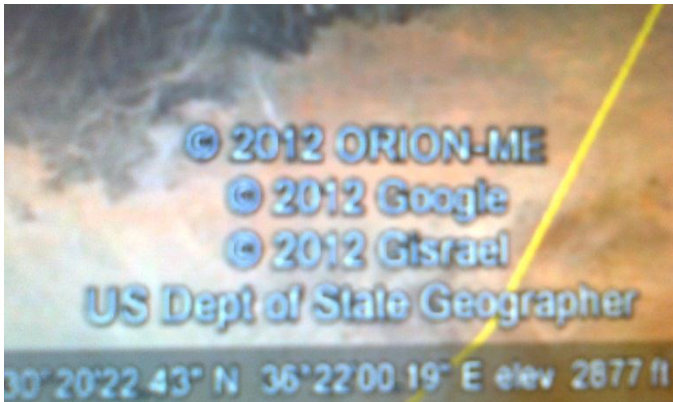 © 2012 ORION-ME
© 2012 Google
© 2012 Gisrael
US Dept of State Geographer
30°20'22.43" N 36°22'00.19" E elev 2877 ft